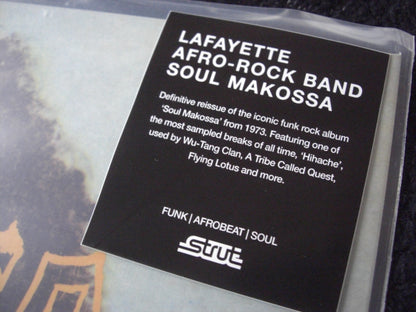 LAFAYETTE
AFRO-ROCK BAND
SOUL MAKOSSA
Definitive reissue of the iconic funk rock album
'Soul Makossa' from 1973. Featuring one of
the most sampled breaks of all time, 'Hihache',
used by Wu-Tang Clan, A Tribe Called Quest,
Flying Lotus and more.
FUNK | AFROBEAT | SOUL
Strut